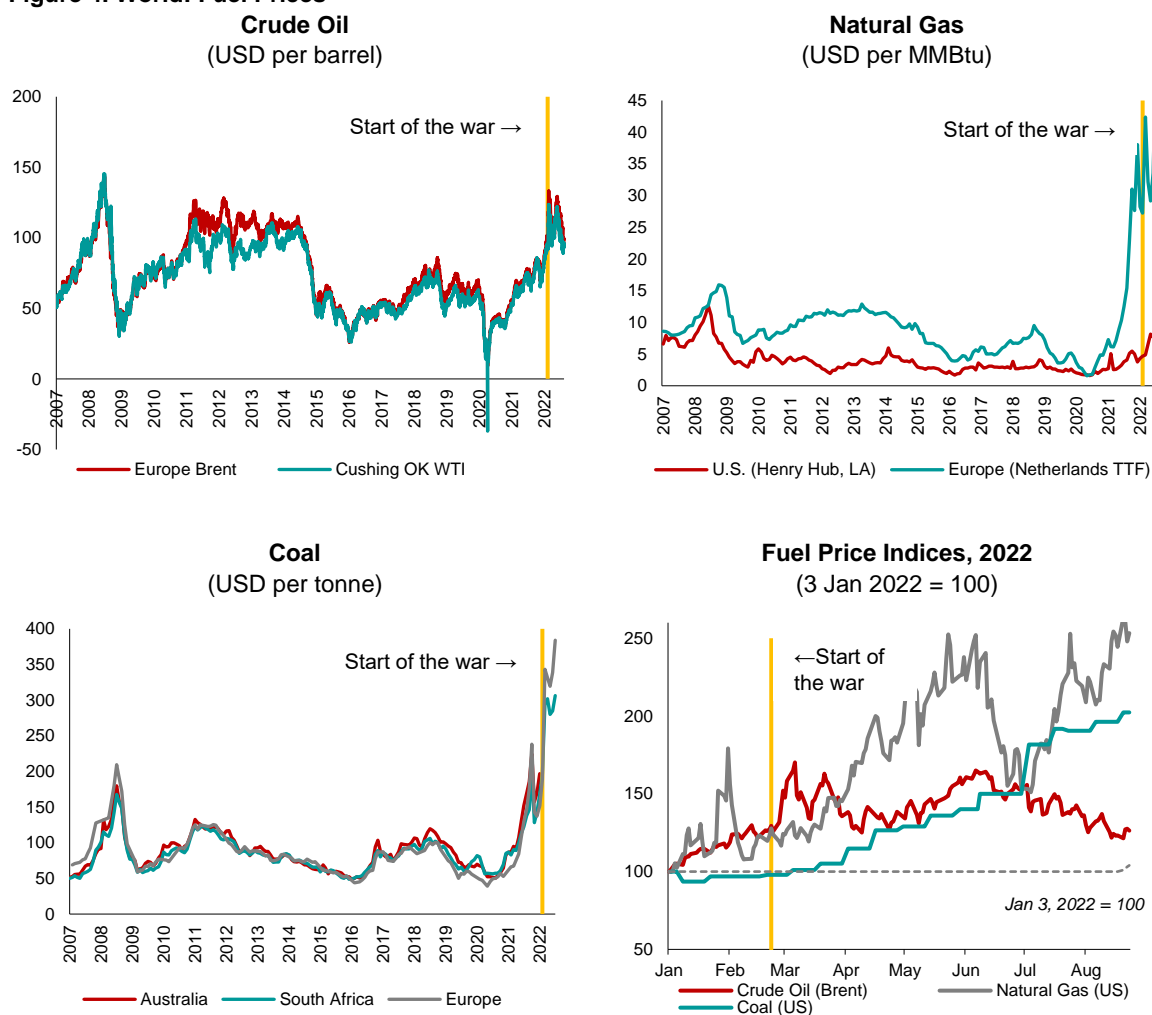 Crude Oil
(USD per barrel)
200
150
100
50
0
-50
Start of the war →
2007
2008
2009
2010
2011
2012
2013
2014
2015
2016
2017
2018
2019
2020
2021
2022
Europe Brent
Cushing OK WTI
Natural Gas
(USD per MMBtu)
45
40
35
30
25
20
15
10
5
0
Start of the war →
2007
2008
2009
2010
2011
2012
2013
2014
2015
2016
2017
2018
2019
2020
2021
2022
U.S. (Henry Hub, LA)
Europe (Netherlands TTF)
Coal
(USD per tonne)
400
350
300
250
200
150
100
50
0
Start of the war →
2007
2008
2009
2010
2011
2012
2013
2014
2015
2016
2017
2018
2019
2020
2021
2022
Australia
South Africa
Europe
Fuel Price Indices, 2022
(3 Jan 2022 = 100)
250
200
150
100
50
←Start of
the war
Jan 3, 2022 = 100
Jan
Feb
Mar
Apr
May
Jun
Jul
Aug
Crude Oil (Brent)
Natural Gas (US)
Coal (US)